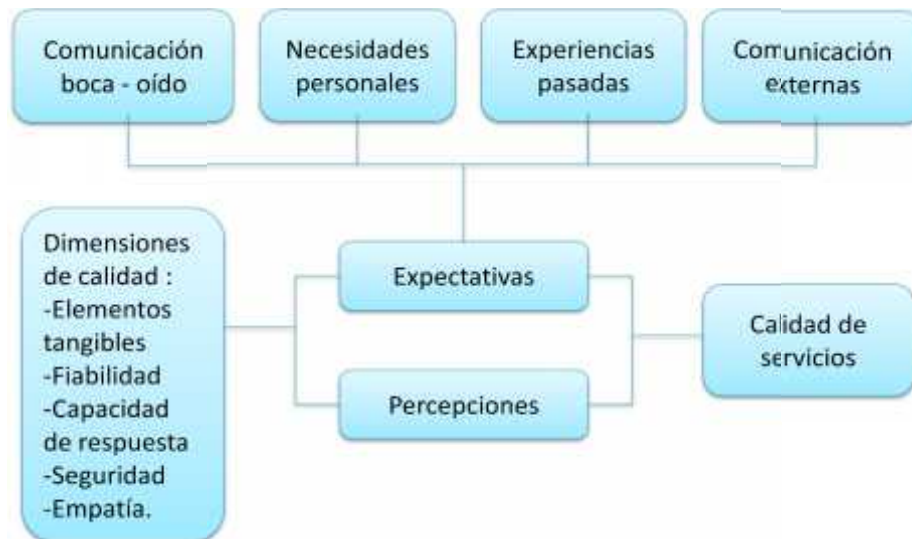 Comunicación
boca - oído
Necesidades
personales
Experiencias
pasadas
Comunicación
externas
Dimensiones
de calidad :
-Elementos
tangibles
-Fiabilidad
-Capacidad
de respuesta
-Seguridad
-Empatía.
Expectativas
Percepciones
Calidad de
servicios